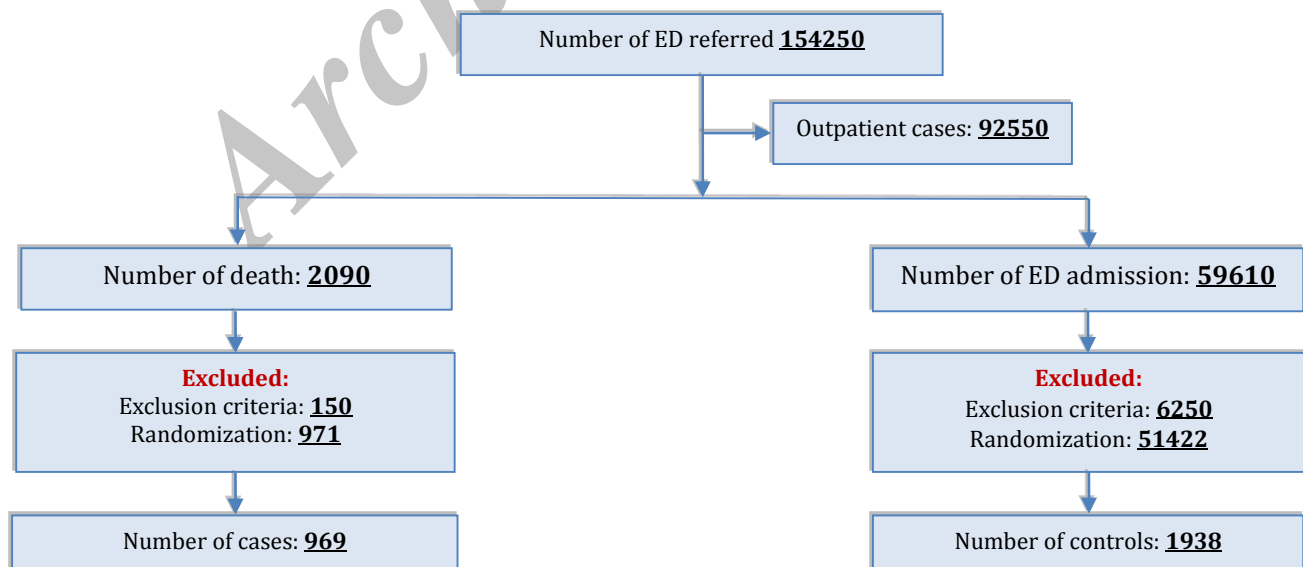 Number of ED referred 154250
Outpatient cases: 92550
Number of death: 2090
Number of ED admission: 59610
Excluded:
Exclusion criteria: 150
Randomization: 971
Excluded:
Exclusion criteria: 6250
Randomization: 51422
Number of cases: 969
Number of controls: 1938
Arch